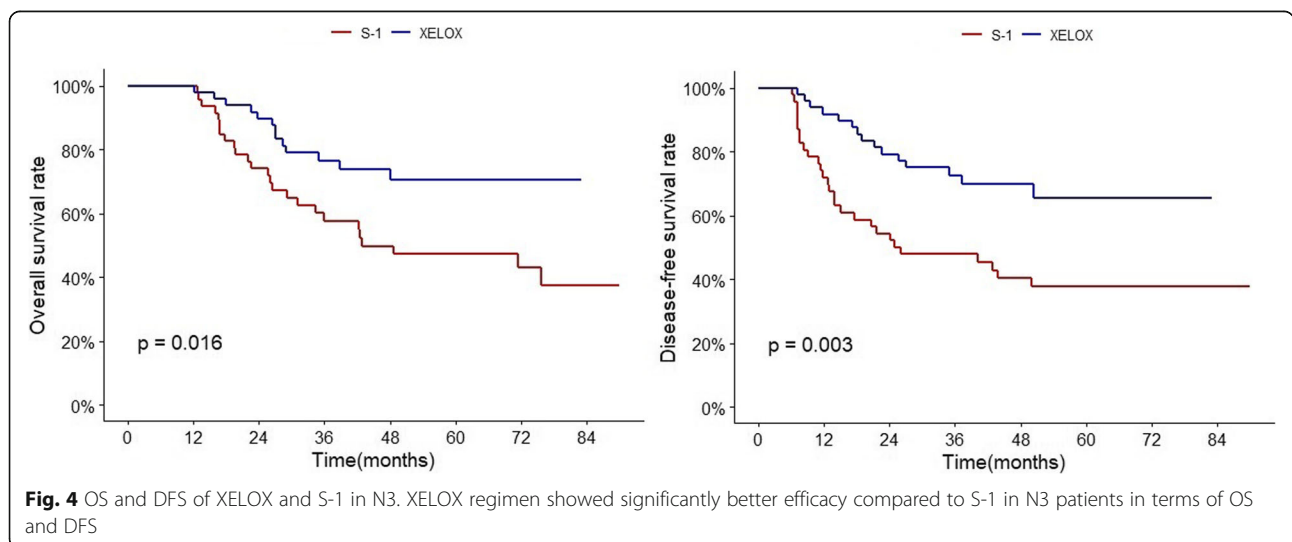 S-1 XELOX
100%
80%
60%
40%
20%
0%
Overall survival rate
p = 0.016
0 12 24 36 48 60 72 84
Time(months)
S-1 XELOX
100%
80%
60%
40%
20%
0%
Disease-free survival rate
p = 0.003
0 12 24 36 48 60 72 84
Time(months)
Fig. 4 OS and DFS of XELOX and S-1 in N3. XELOX regimen showed significantly better efficacy compared to S-1 in N3 patients in terms of OS
and DFS